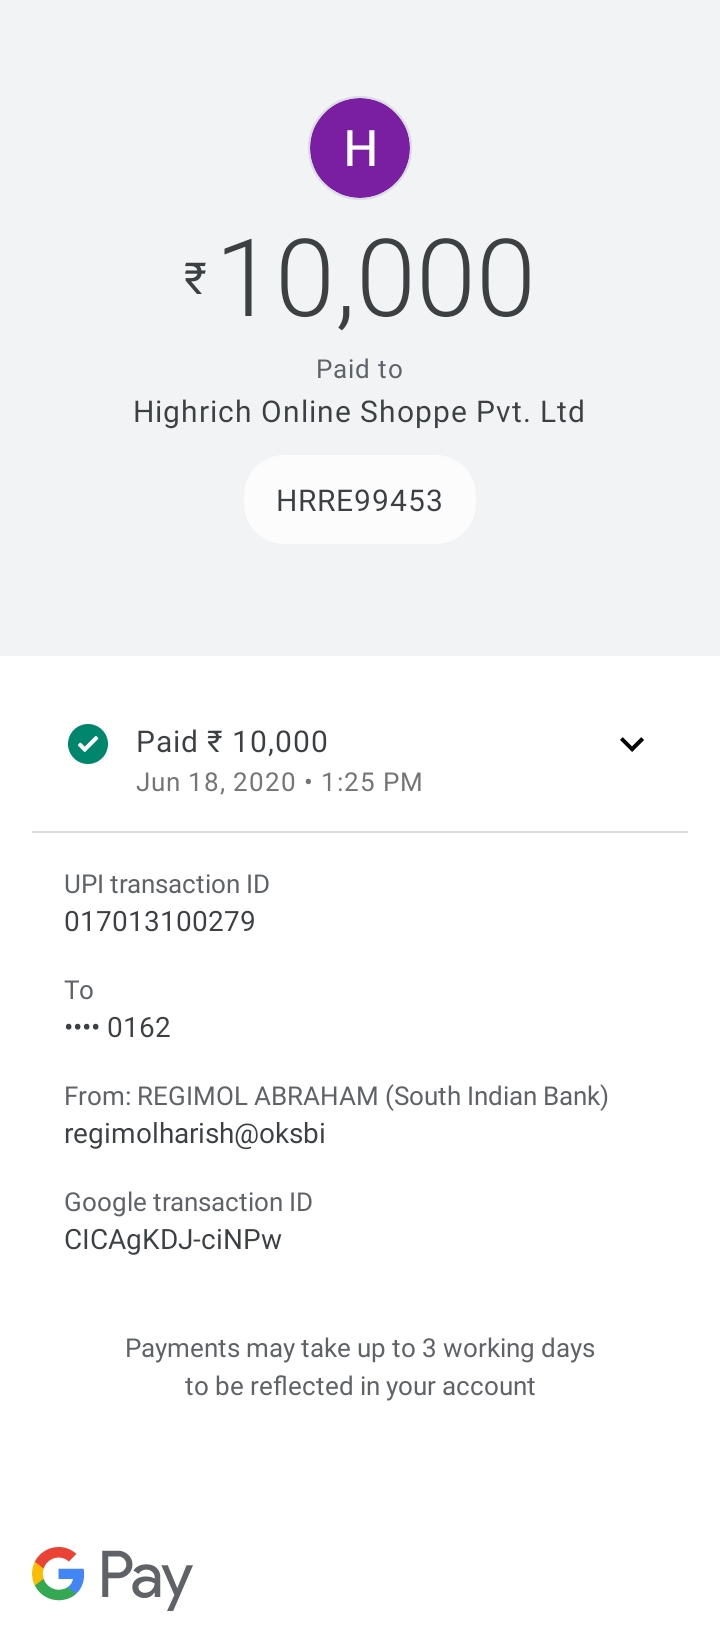 H
₹10,000
Paid to
Highrich Online Shoppe Pvt. Ltd
HRRE99453
Paid ₹ 10,000
Jun 18, 2020 • 1:25 PM
UPI transaction ID
017013100279
To
•••• 0162
From: REGIMOL ABRAHAM (South Indian Bank)
regimolharish@oksbi
Google transaction ID
CICAgKDJ-ciNPw
Payments may take up to 3 working days
to be reflected in your account
G Pay